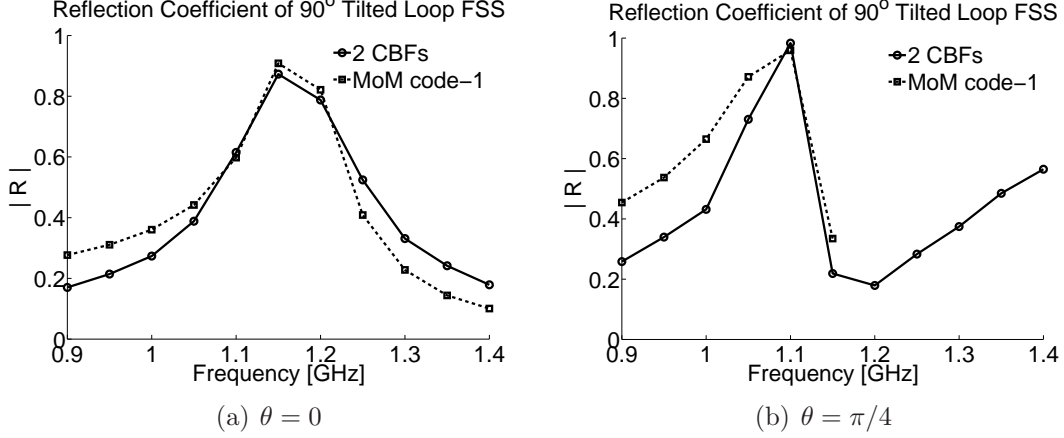 Reflection Coefficient of 90° Tilted Loop FSS
1
0.8
0.6
0.4
0.2
0
| R |
2 CBFs
MoM code−1
0.9 1 1.1 1.2 1.3 1.4
Frequency [GHz]
(a) θ = 0
Reflection Coefficient of 90° Tilted Loop FSS
1
0.8
0.6
0.4
0.2
0
| R |
2 CBFs
MoM code−1
0.9 1 1.1 1.2 1.3 1.4
Frequency [GHz]
(b) θ = π/4